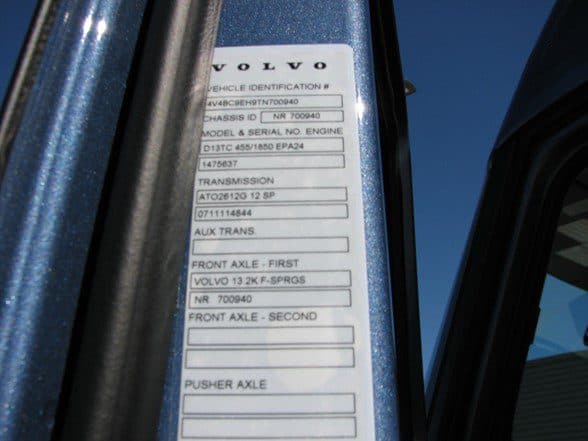 VOLVO
VEHICLE IDENTIFICATION #
4V4BC9EH9TN700940
CHASSIS ID NR 700940
MODEL & SERIAL NO. ENGINE
D13TC 455/1850 EPA24
1475637
TRANSMISSION
ATO2612G 12 SP
0711114844
AUX TRANS.
FRONT AXLE - FIRST
VOLVO 13.2K F-SPRGS
NR 700940
FRONT AXLE - SECOND
PUSHER AXLE